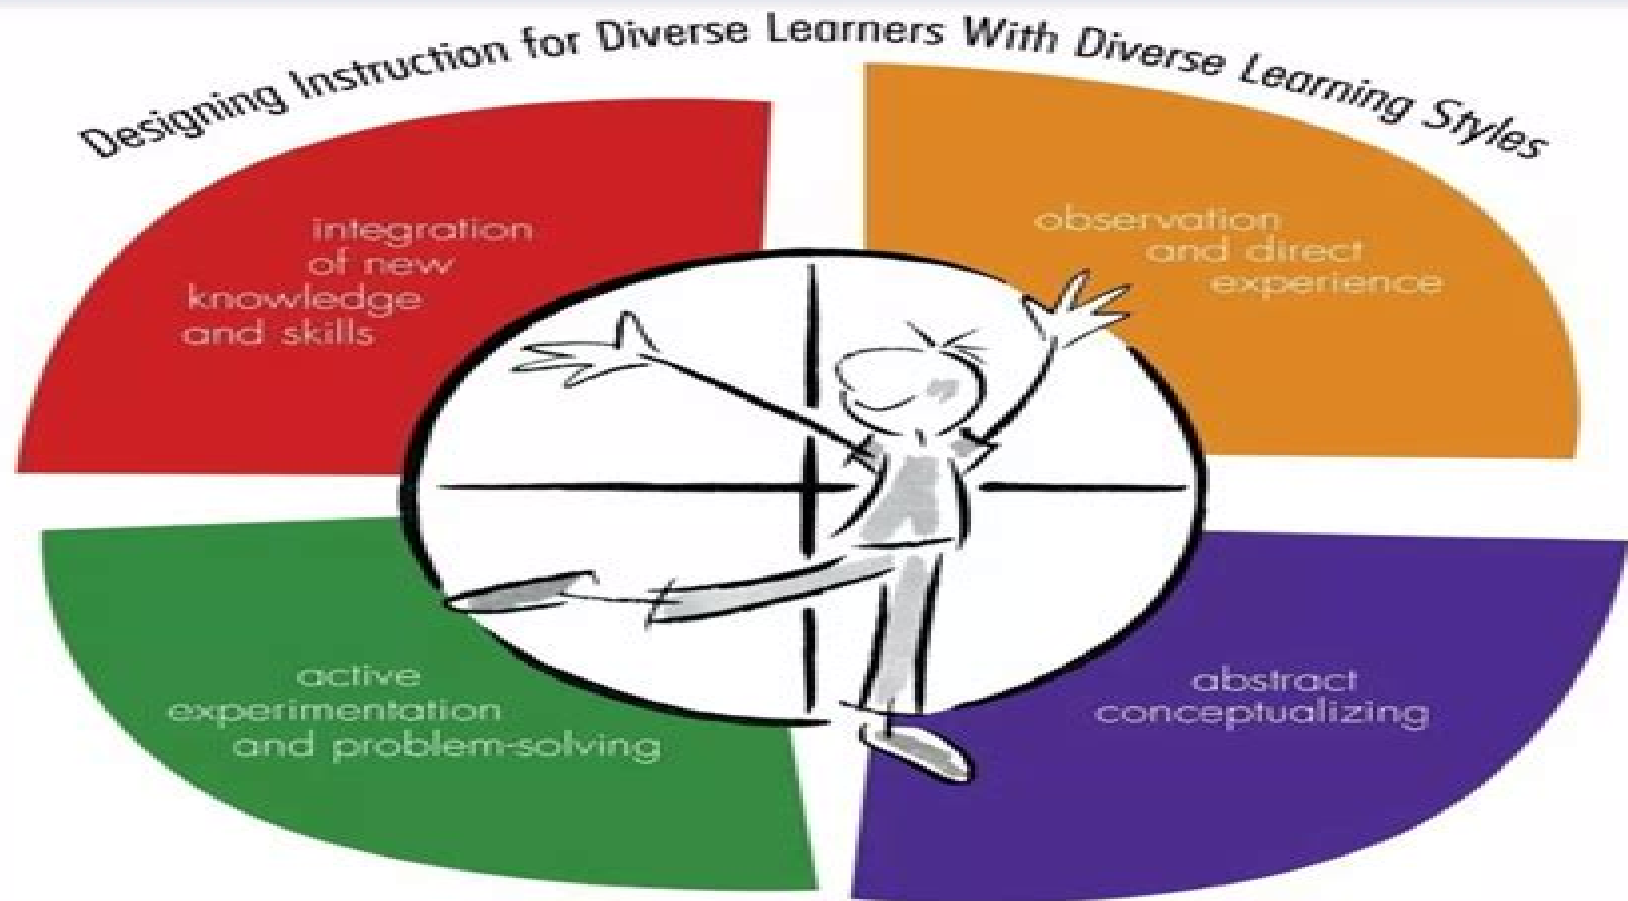 Designing Instruction for Diverse Learners With Diverse Learning Styles
integration
of new
knowledge
and skills
observation
and direct
experience
active
experimentation
and problem-solving
abstract
conceptualizing